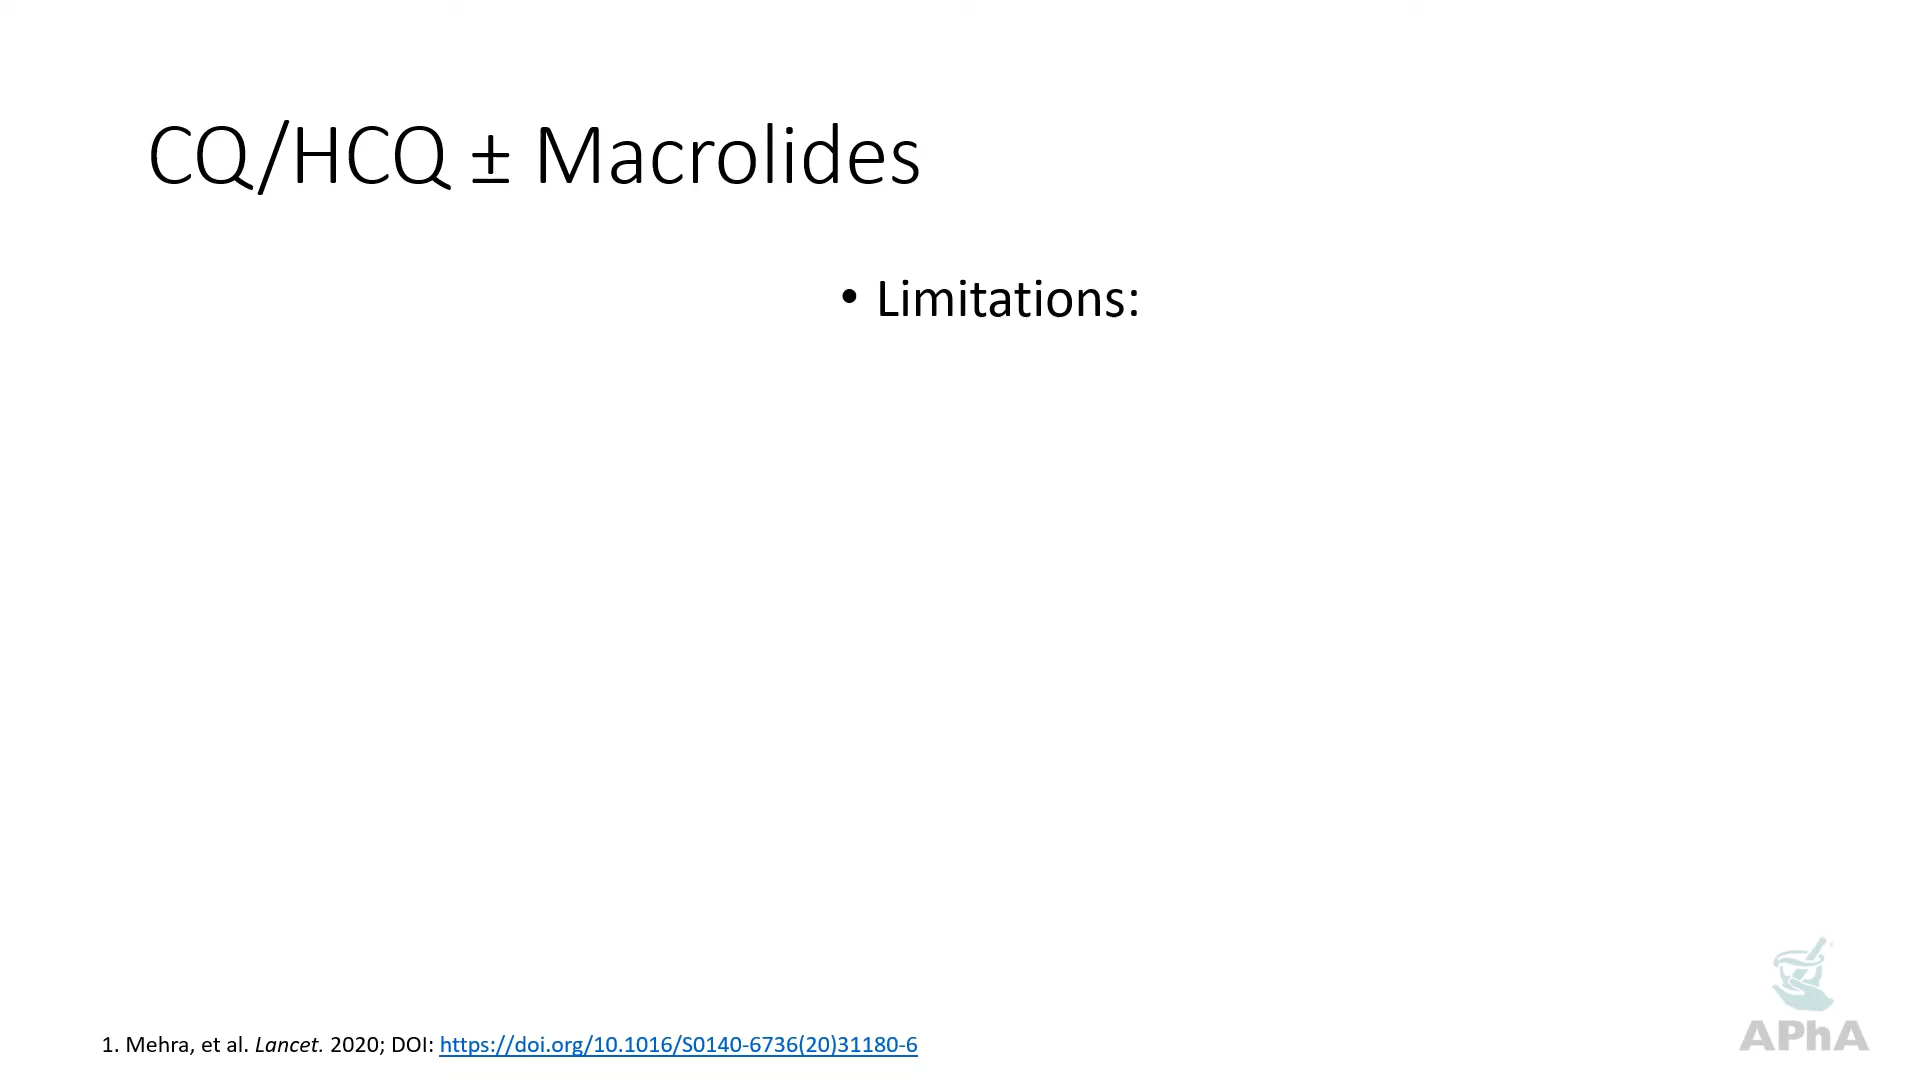 CQ/HCQ ± Macrolides
• Limitations:
1. Mehra, et al. Lancet. 2020; DOI: https://doi.org/10.1016/S0140-6736(20)31180-6
APhA